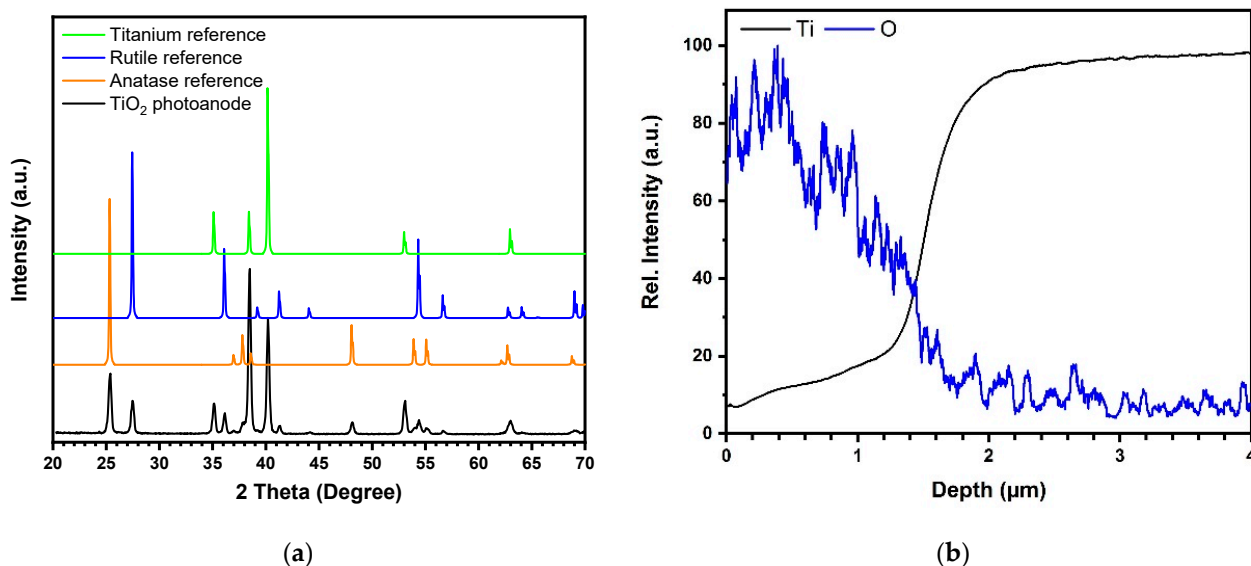 Titanium reference
Rutile reference
Anatase reference
TiO₂ photoanode
Intensity (a.u.)
20 25 30 35 40 45 50 55 60 65 70
2 Theta (Degree)
(a)
Ti O
100
80
60
40
20
0
Rel. Intensity (a.u.)
0 1 2 3 4
Depth (μm)
(b)